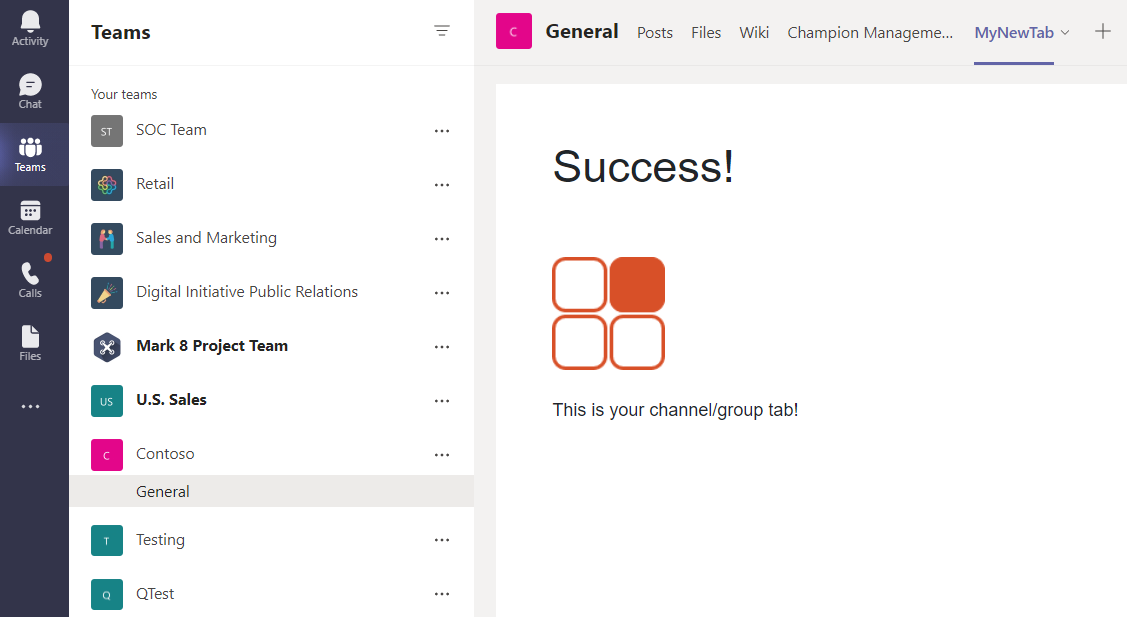 Activity
Chat
Teams
Calendar
Calls
Files
Teams
Your teams
ST SOC Team
Retail
Sales and Marketing
Digital Initiative Public Relations
Mark 8 Project Team
US U.S. Sales
C Contoso
General
T Testing
Q QTest
C General Posts Files Wiki Champion Manageme... MyNewTab
Success!
This is your channel/group tab!